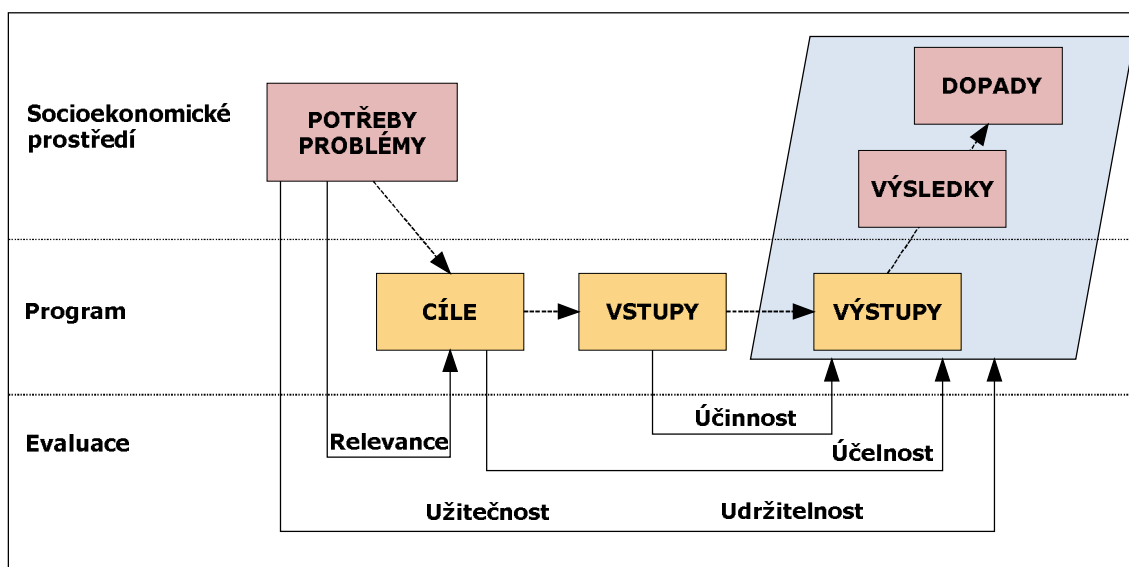 Socioekonomické
prostředí
POTŘEBY
PROBLÉMY
DOPADY
VÝSLEDKY
Program
CÍLE
VSTUPY
VÝSTUPY
Evaluace
Relevance
Účinnost
Účelnost
Užitečnost
Udržitelnost